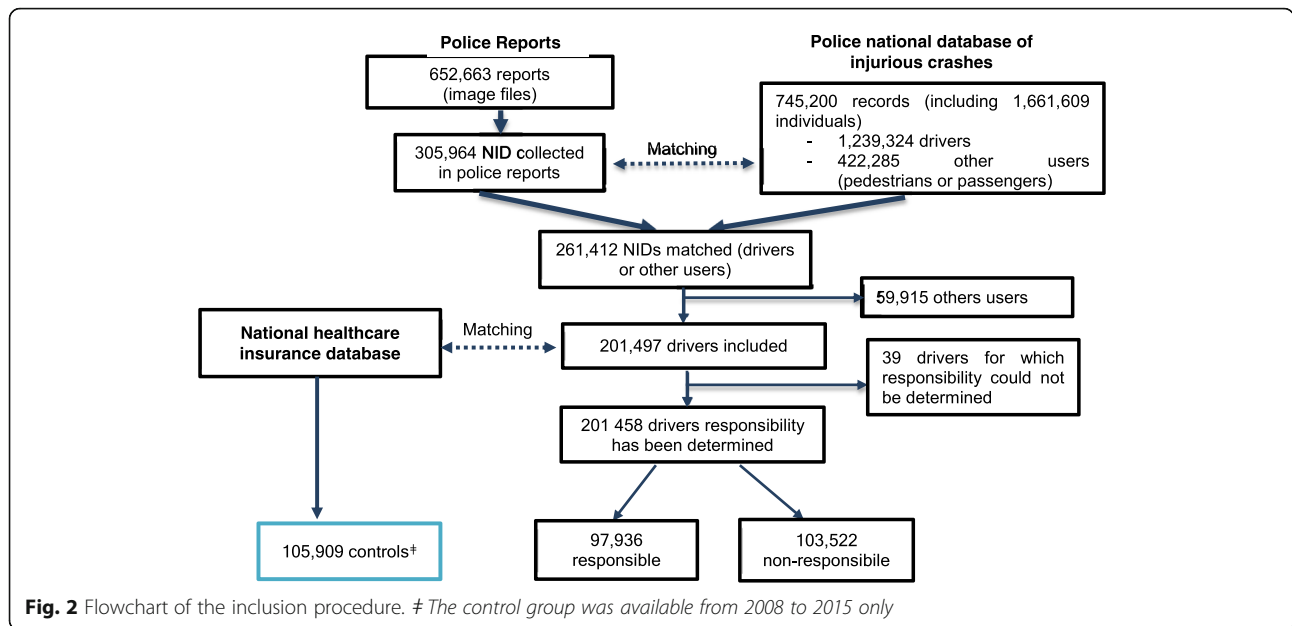 Police Reports
652,663 reports
(image files)
Police national database of
injurious crashes
745,200 records (including 1,661,609
individuals)
- 1,239,324 drivers
- 422,285 other users
(pedestrians or passengers)
305,964 NID collected
in police reports
Matching
261,412 NIDs matched (drivers
or other users)
59,915 others users
National healthcare
insurance database
Matching
201,497 drivers included
39 drivers for which
responsibility could not
be determined
201 458 drivers responsibility
has been determined
105,909 controls‡
97,936
responsible
103,522
non-responsibile
Fig. 2 Flowchart of the inclusion procedure. ‡ The control group was available from 2008 to 2015 only